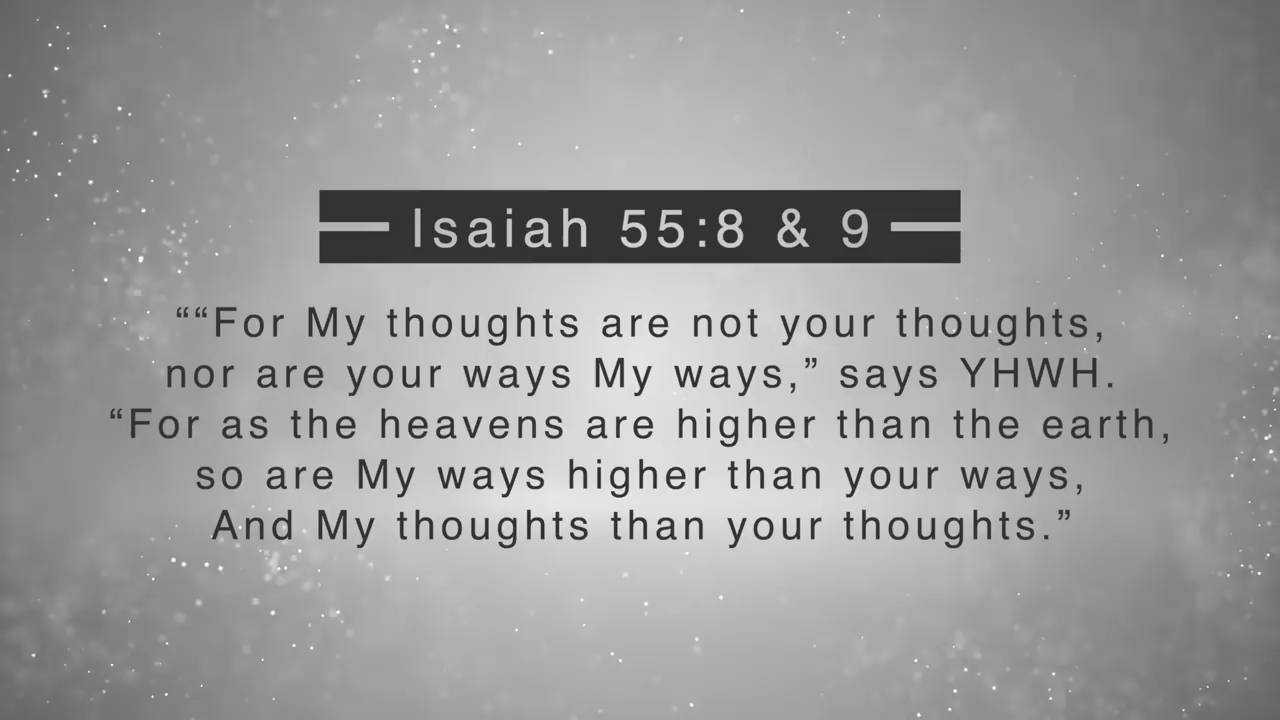 Isaiah 55:8 & 9
““For My thoughts are not your thoughts,
nor are your ways My ways,” says YHWH.
“For as the heavens are higher than the earth,
so are My ways higher than your ways,
And My thoughts than your thoughts.”